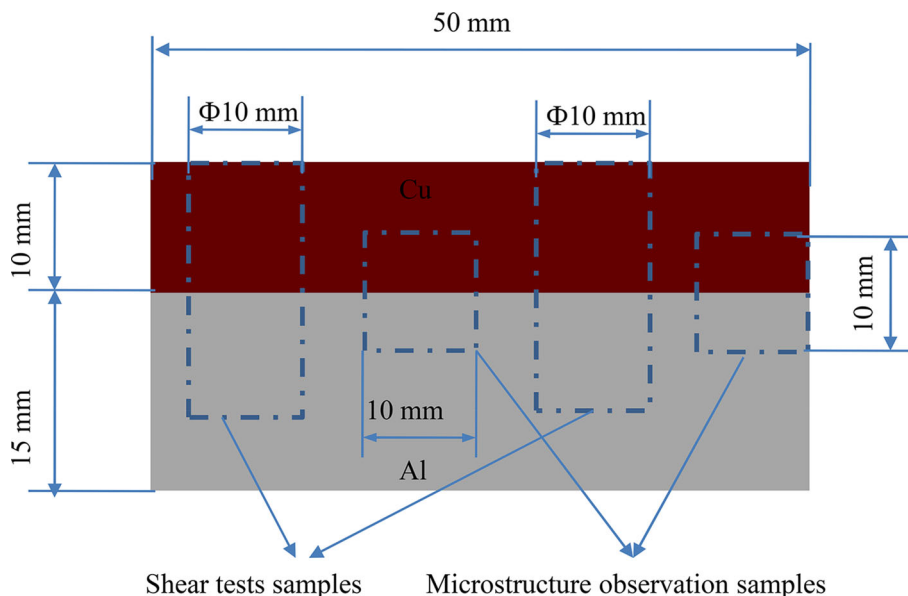 50 mm
Φ10 mm
Φ10 mm
Cu
10 mm
10 mm
15 mm
10 mm
Al
Shear tests samples
Microstructure observation samples